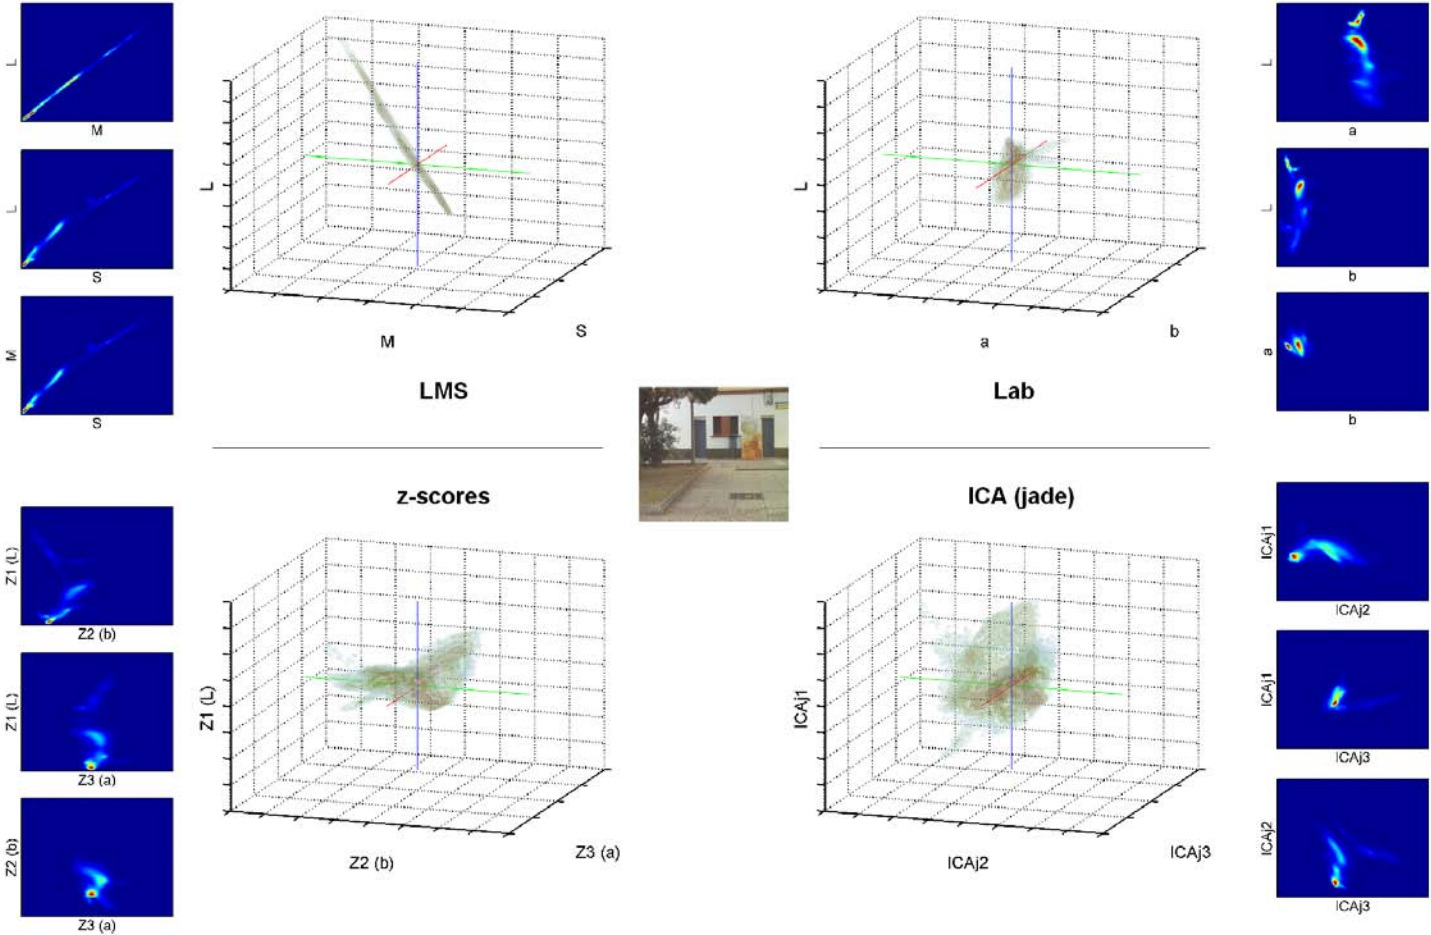 L
M
L
S
M
S
L
M
S
LMS
L
a
b
Lab
L
a
L
b
a
b
z-scores
Z1 (L)
Z2 (b)
Z1 (L)
Z3 (a)
Z2 (b)
Z3 (a)
Z1 (L)
Z2 (b)
Z3 (a)
ICA (jade)
ICAj1
ICAj2
ICAj3
ICAj1
ICAj2
ICAj1
ICAj3
ICAj2
ICAj3